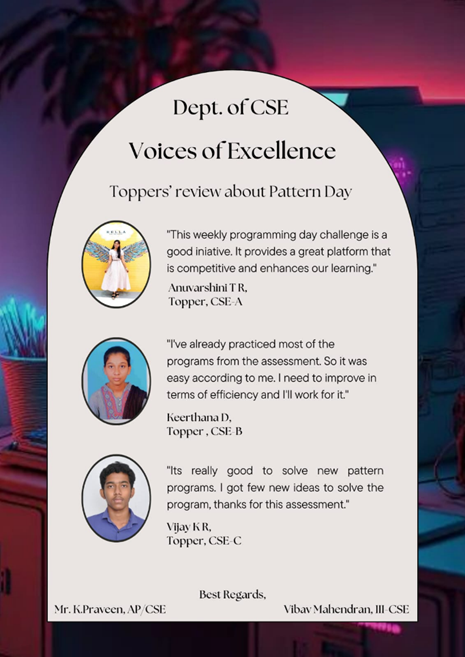 Dept. of CSE
Voices of Excellence
Toppers' review about Pattern Day
"This weekly programming day challenge is a
good iniative. It provides a great platform that
is competitive and enhances our learning."
Anuvarshini T R,
Topper, CSE-A
"I've already practiced most of the
programs from the assessment. So it was
easy according to me. I need to improve in
terms of efficiency and I'll work for it."
Keerthana D,
Topper , CSE-B
"Its really good to solve new pattern
programs. I got few new ideas to solve the
program, thanks for this assessment."
Vijay K R,
Topper, CSE-C
Best Regards,
Mr. K.Praveen, AP/CSE
Vibav Mahendran, III-CSE